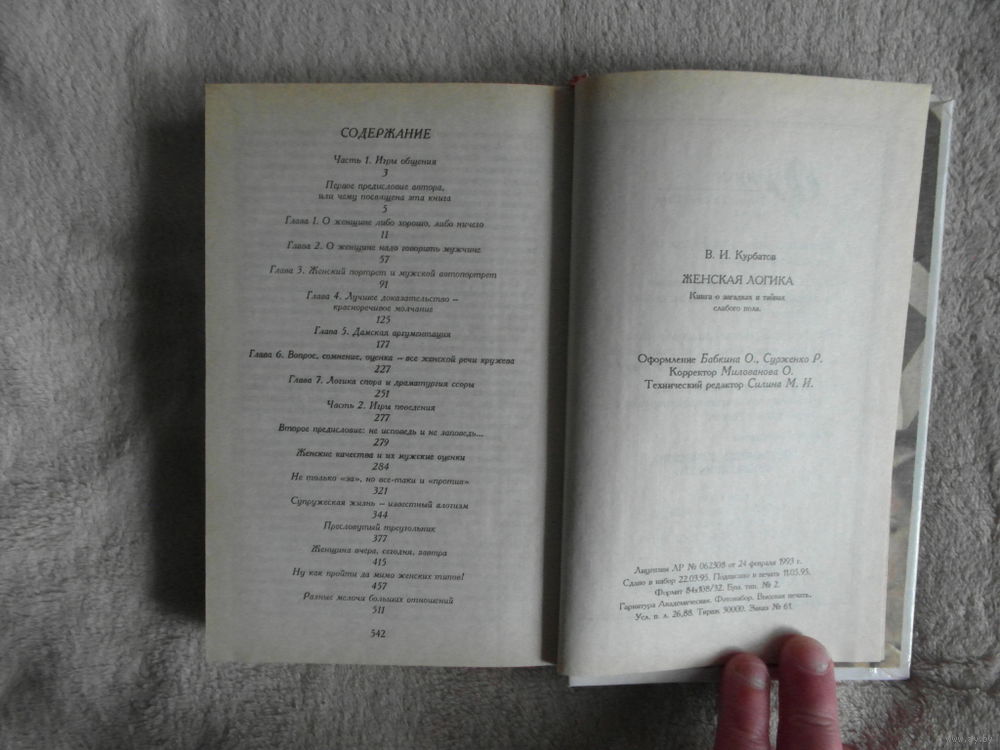 СОДЕРЖАНИЕ
Часть 1. Игры общения
3
Первое предисловие автора,
или чему посвящена эта книга
5
Глава 1. О женщине либо хорошо, либо ничего
11
Глава 2. О женщине надо говорить мужчине
57
Глава 3. Женский портрет и мужской автопортрет
91
Глава 4. Лучшее доказательство –
красноречивое молчание
125
Глава 5. Дамская аргументация
177
Глава 6. Вопрос, сомнение, оценка – все женской речи кружева
227
Глава 7. Логика спора и драматургия ссоры
251
Часть 2. Игры поведения
277
Второе предисловие: не исповедь и не заповедь...
279
Женские качества и их мужские оценки
284
Не только «за», но все-таки и «против»
321
Супружеская жизнь – известный алогизм
344
Пресловутый треугольник
377
Женщина вчера, сегодня, завтра
415
Ну как пройти да мимо женских типов!
457
Разные мелочи больших отношений
511
542
В. И. Курбатов
ЖЕНСКАЯ ЛОГИКА
Книга о загадках и тайнах
слабого пола.
Оформление Бабкина О., Сурженко Р.
Корректор Милованова О.
Технический редактор Силина М. И.
Лицензия ЛР № 062308 от 24 февраля 1993 г.
Сдано в набор 22.03.95. Подписано в печать 11.05.95.
Формат 84x108/32. Бум. тип. № 2.
Гарнитура Академическая. Фотонабор. Высокая печать.
Усл. п. л. 26,88. Тираж 30000. Заказ № 61.
www.ay.by